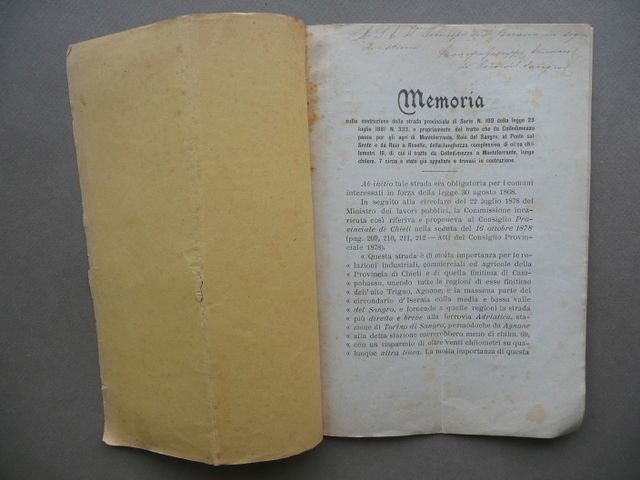 A S. E. Il Principe di
Memoria
sulla costruzione della strada provinciale di Serie N. 100 della legge 23
luglio 1881 N. 333, e propriamente del tratto che da Colledimezzo
passa per gli agri di Monteferrante, Roio del Sangro, al Ponte sul
Sente e da Roio a Rosello, della lunghezza complessiva di circa chi-
lometri 16, di cui il tratto da Colledimezzo a Monteferrante, lungo
chilom. 7 circa è stato già appaltato e trovasi in costruzione.
Ab initio tale strada era obligatoria per i comuni
interessati in forza della legge 30 agosto 1868.
In seguito alla circolare del 22 luglio 1878 del
Ministro dei lavori pubblici, la Commissione inca-
ricata così riferiva e proponeva al Consiglio Pro-
vinciale di Chieti nella seduta del 16 ottobre 1878
(pag. 209, 210, 211, 212 — Atti del Consiglio Provin-
ciale 1878).
« Questa strada è di molta importanza per le re-
lazioni industriali, commerciali ed agricole della
Provincia di Chieti e di quella finitima di Cam-
pobasso, unendo tutte le regioni di esse finitime
dell'alto Trigno, Agnone, e la massima parte del
circondario d'Isernia colla media e bassa valle
del Sangro, e fornendo a quelle regioni la strada
più diretta e breve alla ferrovia Adriatica, sta-
zione di Torino di Sangro, permodochè da Agnone
alla detta stazione correrebbero meno di chilm. 60,
con un risparmio di oltre venti chilometri su qua-
lunque altra linea. La molta importanza di questa